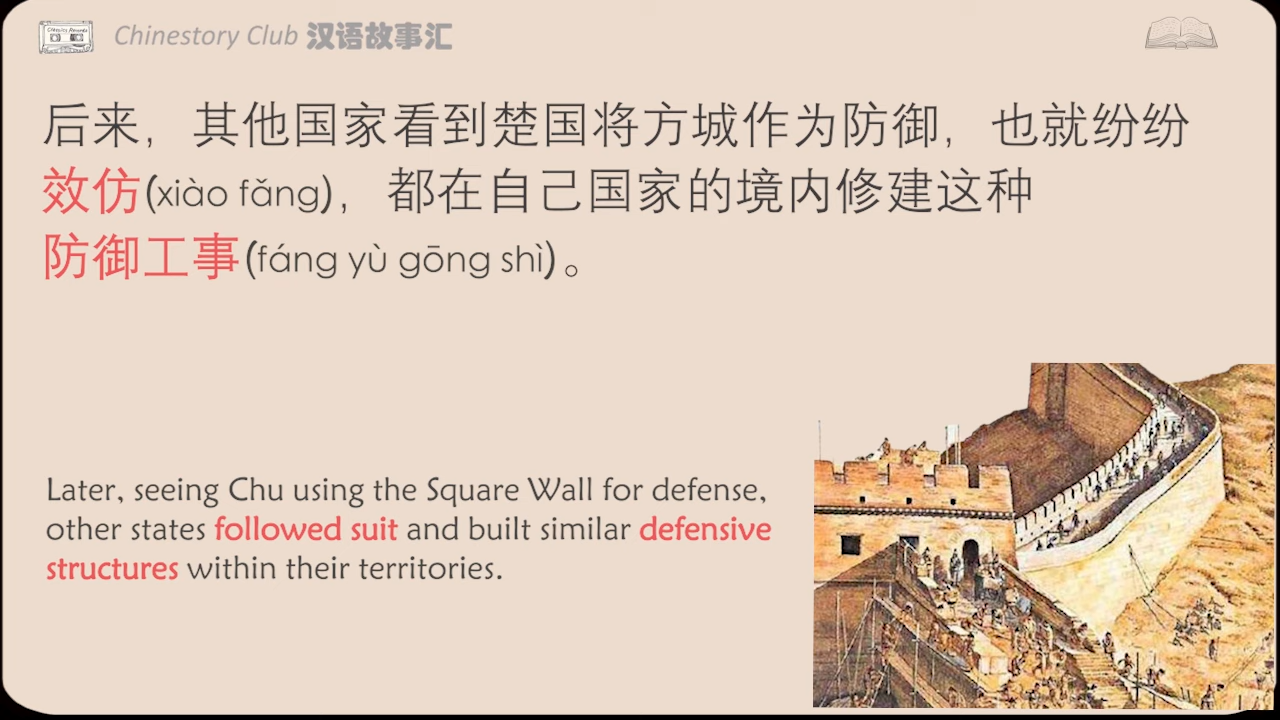 Chinestory Club 汉语故事汇
后来，其他国家看到楚国将方城作为防御，也就纷纷
效仿(xiào fǎng)，都在自己国家的境内修建这种
防御工事(fáng yù gōng shì)。
Later, seeing Chu using the Square Wall for defense,
other states followed suit and built similar defensive
structures within their territories.